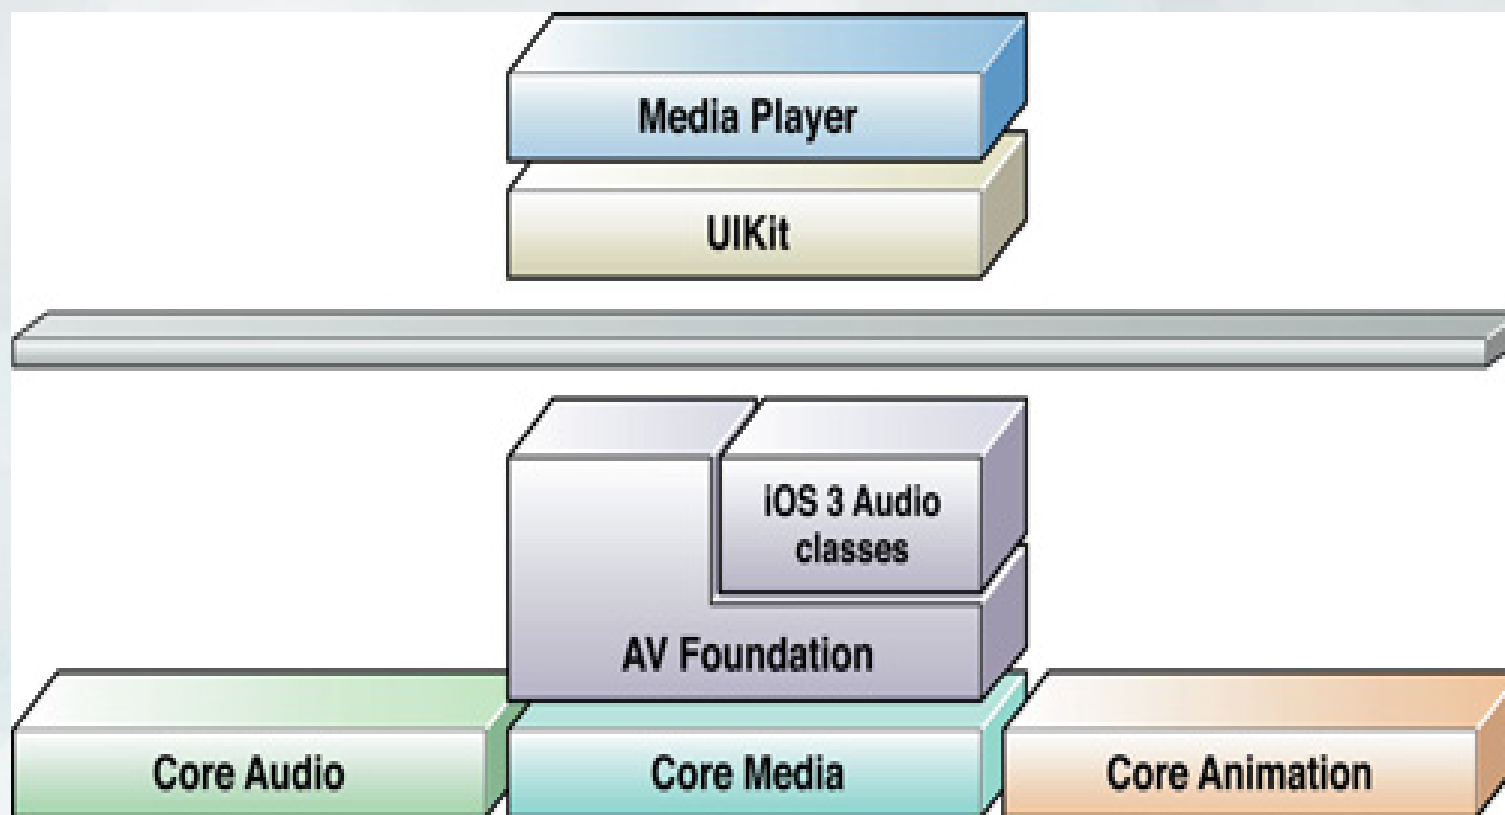 Media Player
UIKit
iOS 3 Audio
classes
AV Foundation
Core Audio
Core Media
Core Animation